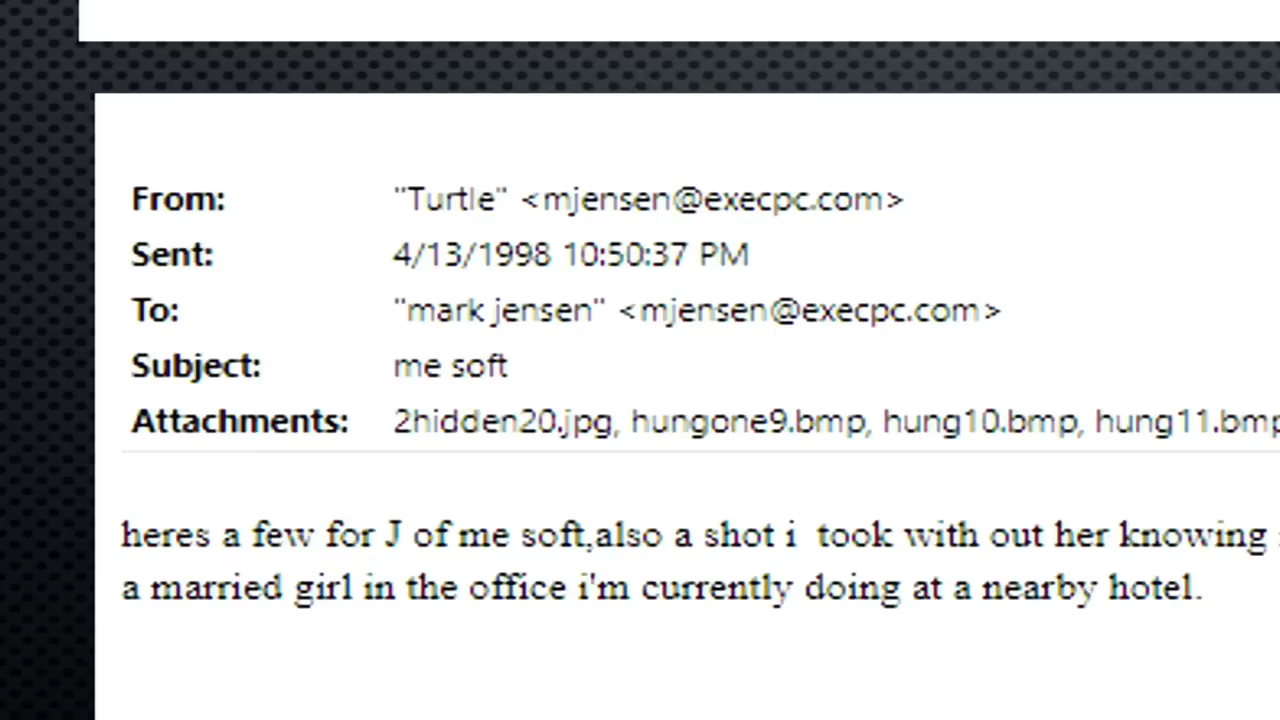 From: "Turtle" <mjensen@execpc.com>
Sent: 4/13/1998 10:50:37 PM
To: "mark jensen" <mjensen@execpc.com>
Subject: me soft
Attachments: 2hidden20.jpg, hungone9.bmp, hung10.bmp, hung11.bmp
heres a few for J of me soft,also a shot i  took with out her knowing
a married girl in the office i'm currently doing at a nearby hotel.